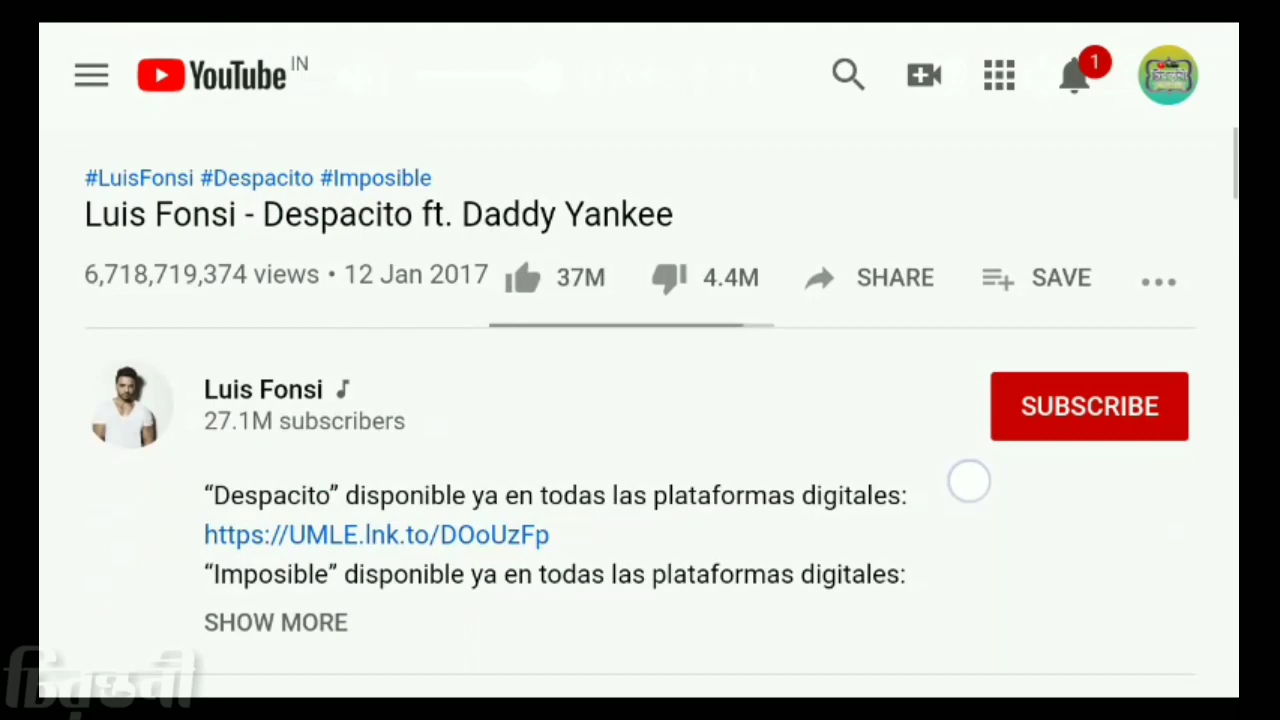 YouTube IN
1
#LuisFonsi #Despacito #Imposible
Luis Fonsi - Despacito ft. Daddy Yankee
6,718,719,374 views • 12 Jan 2017 37M 4.4M SHARE SAVE
Luis Fonsi
27.1M subscribers
SUBSCRIBE
“Despacito” disponible ya en todas las plataformas digitales:
https://UMLE.lnk.to/DOoUzFp
“Imposible” disponible ya en todas las plataformas digitales:
SHOW MORE